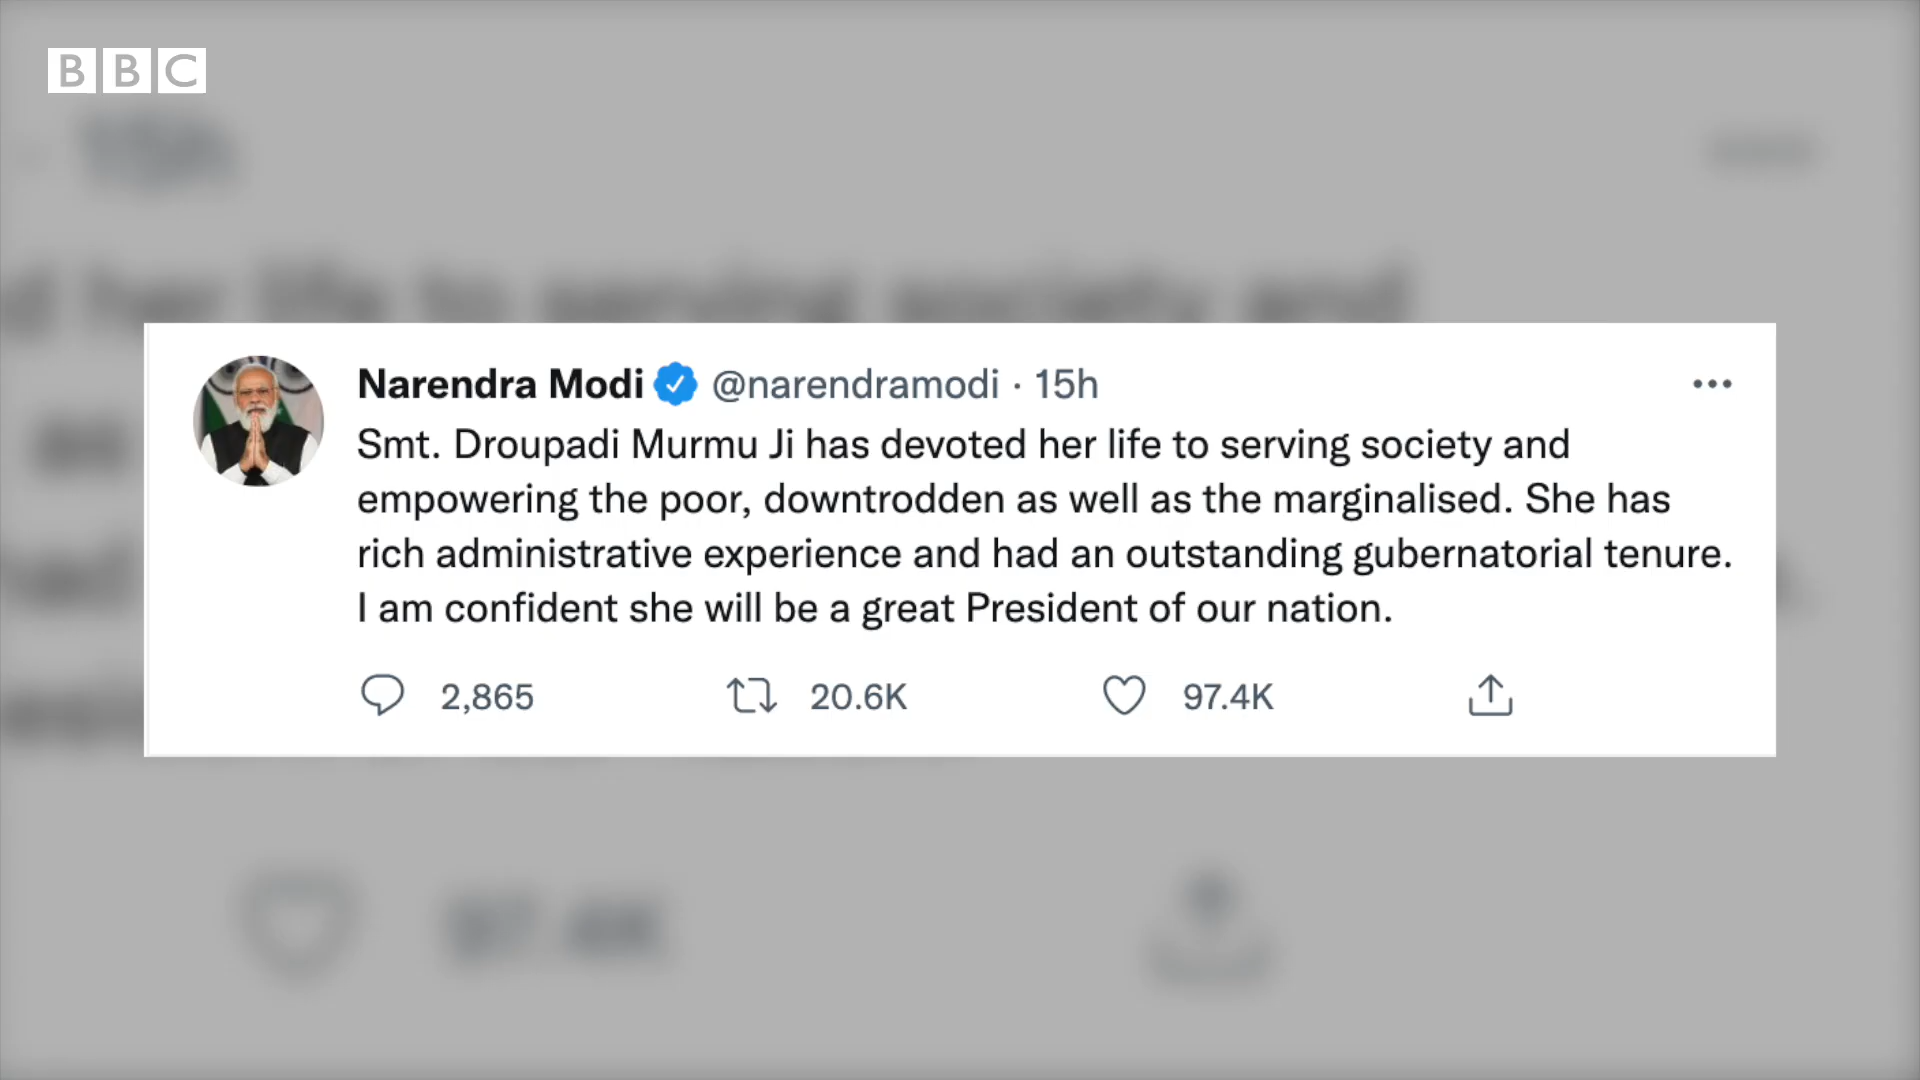 BBC
Narendra Modi @narendramodi · 15h
Smt. Droupadi Murmu Ji has devoted her life to serving society and
empowering the poor, downtrodden as well as the marginalised. She has
rich administrative experience and had an outstanding gubernatorial tenure.
I am confident she will be a great President of our nation.
2,865 20.6K 97.4K